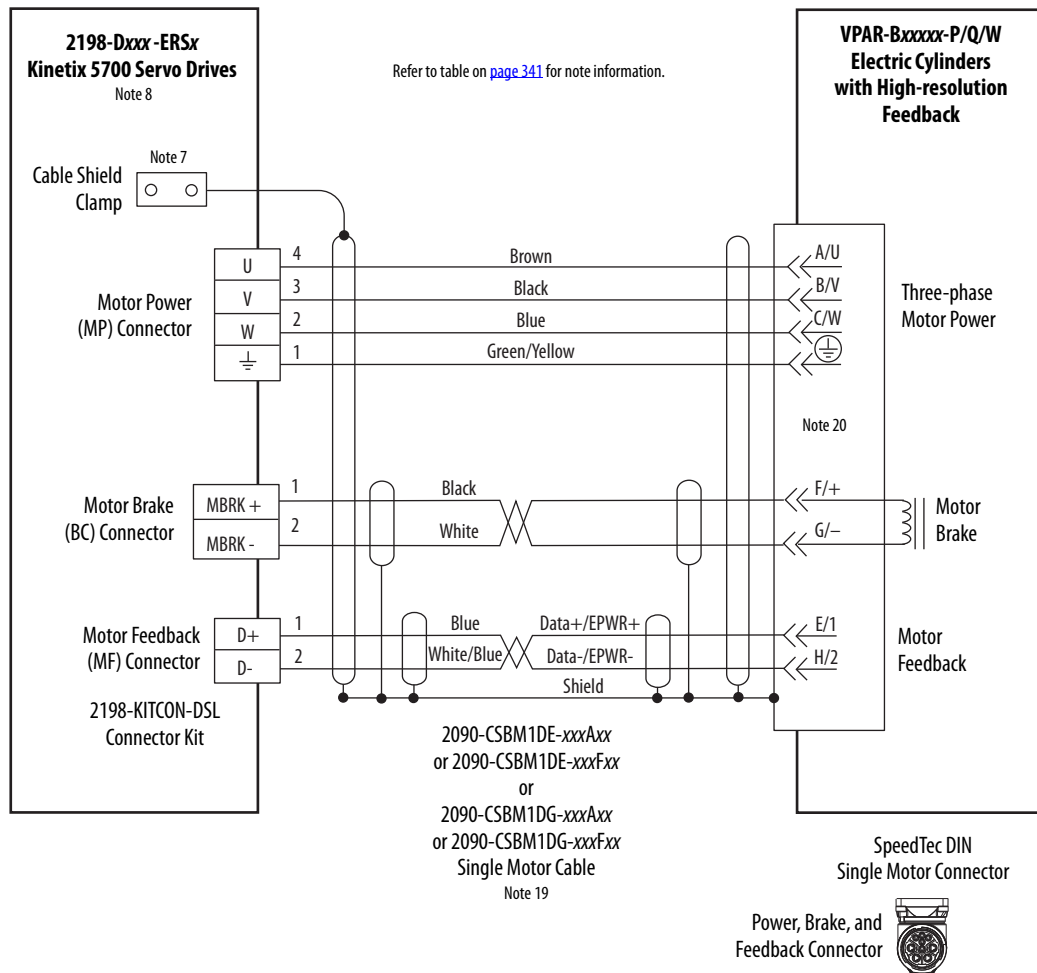 2198-Dxxx-ERSx
Kinetix 5700 Servo Drives
Note 8
Refer to table on page 341 for note information.
VPAR-Bxxxxx-P/Q/W
Electric Cylinders
with High-resolution
Feedback
Note 7
Cable Shield
Clamp
Motor Power
(MP) Connector
U
4
Brown
A/U
V
3
Black
B/V
W
2
Blue
C/W
1
Green/Yellow
Three-phase
Motor Power
Note 20
Motor Brake
(BC) Connector
MBRK +
1
Black
F/+
MBRK -
2
White
G/–
Motor
Brake
Motor Feedback
(MF) Connector
D+
1
Blue
Data+/EPWR+
E/1
D-
2
White/Blue
Data-/EPWR-
H/2
Motor
Feedback
Shield
2198-KITCON-DSL
Connector Kit
2090-CSBM1DE-xxxAxx
or 2090-CSBM1DE-xxxFxx
or
2090-CSBM1DG-xxxAxx
or 2090-CSBM1DG-xxxFxx
Single Motor Cable
Note 19
SpeedTec DIN
Single Motor Connector
Power, Brake, and
Feedback Connector